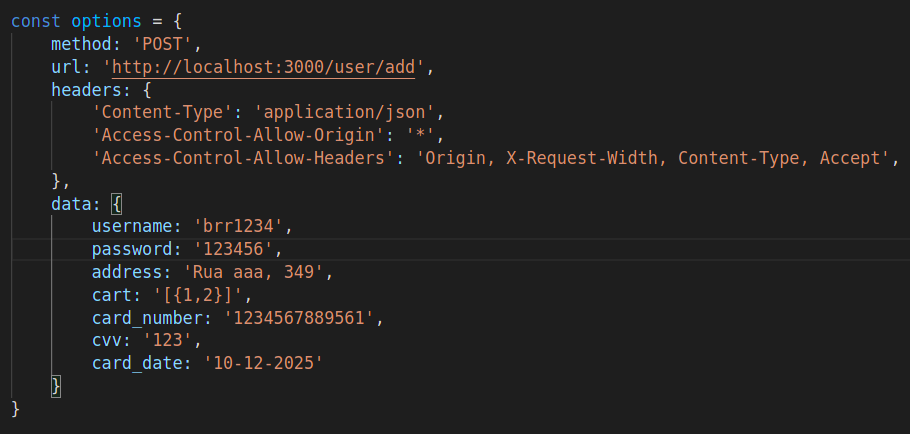 const options = {
    method: 'POST',
    url: 'http://localhost:3000/user/add',
    headers: {
        'Content-Type': 'application/json',
        'Access-Control-Allow-Origin': '*',
        'Access-Control-Allow-Headers': 'Origin, X-Request-Width, Content-Type, Accept',
    },
    data: {
        username: 'brr1234',
        password: '123456',
        address: 'Rua aaa, 349',
        cart: '[{1,2}]',
        card_number: '1234567889561',
        cvv: '123',
        card_date: '10-12-2025'
    }
}